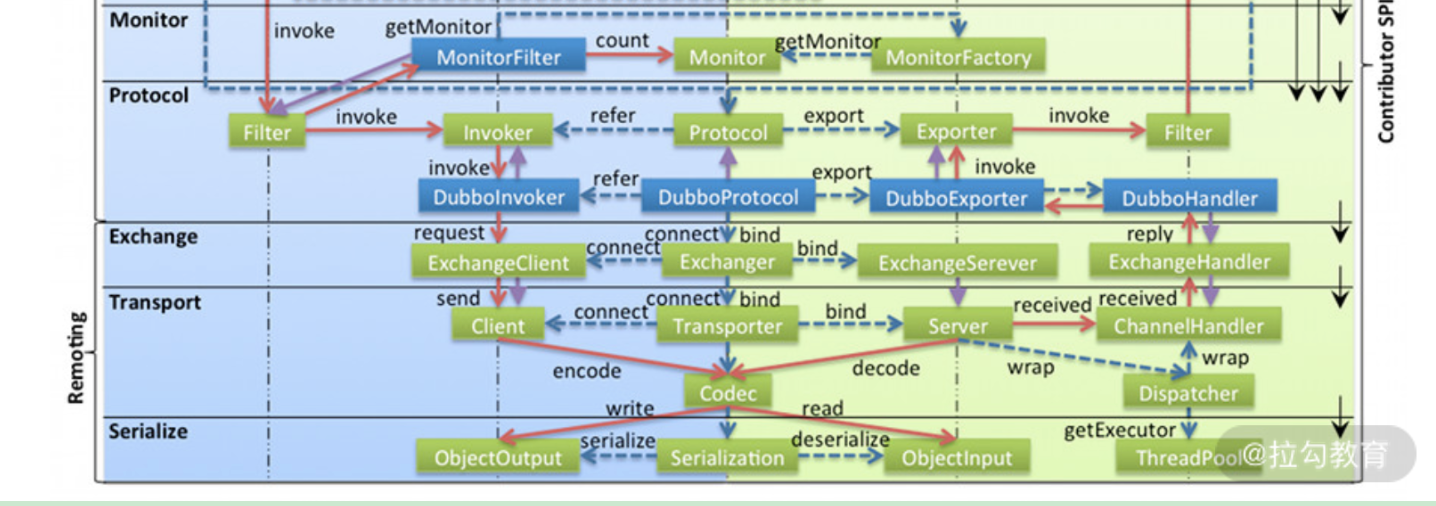 Monitor
invoke
getMonitor
MonitorFilter
count
Monitor
getMonitor
MonitorFactory
Contributor SPI
Protocol
Filter
invoke
Invoker
refer
Protocol
export
Exporter
invoke
Filter
invoke
DubboInvoker
refer
DubboProtocol
export
DubboExporter
invoke
DubboHandler
Exchange
request
ExchangeClient
connect
connect
bind
Exchanger
bind
ExchangeSerever
reply
ExchangeHandler
Remoting
Transport
send
Client
connect
connect
bind
Transporter
bind
Server
received
received
ChannelHandler
encode
Codec
decode
wrap
wrap
Dispatcher
Serialize
write
read
ObjectOutput
serialize
Serialization
deserialize
ObjectInput
getExecutor
ThreadPool
@拉勾教育